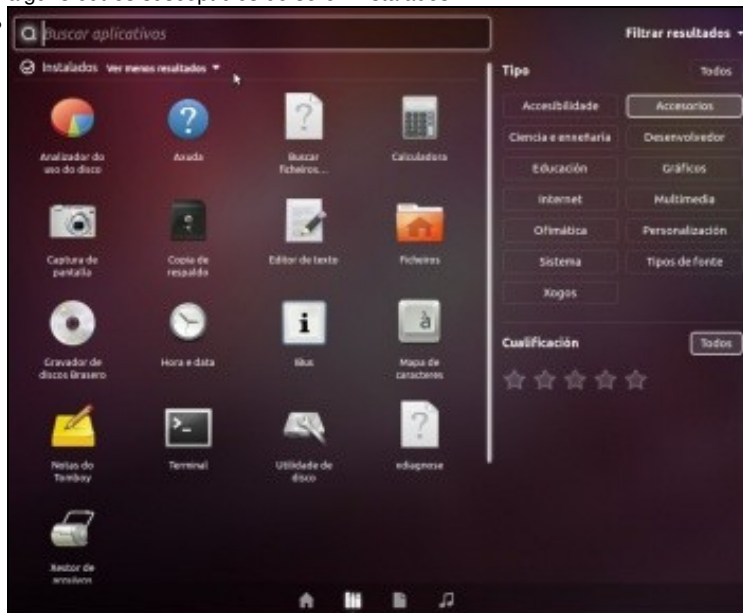 Buscar aplicativos
Filtrar resultados
Instalados Ver menos resultados
Tipo
Todos
Accesibilidade
Accesorios
Ciencia e enxeñaría
Desenvolvedor
Educación
Gráficos
Internet
Multimedia
Ofimática
Personalización
Sistema
Tipos de fonte
Xogos
Cualificación
Todos
Analizador do
uso do disco
Axuda
Buscar
ficheiros...
Calculadora
Captura de
pantalla
Copia de
respaldo
Editor de texto
Ficheiros
Gravador de
discos Brasero
Hora e data
IBus
Mapa de
caracteres
Notas do
Tomboy
Terminal
Utilidade de
disco
xdiagnose
Xestor de
arquivos